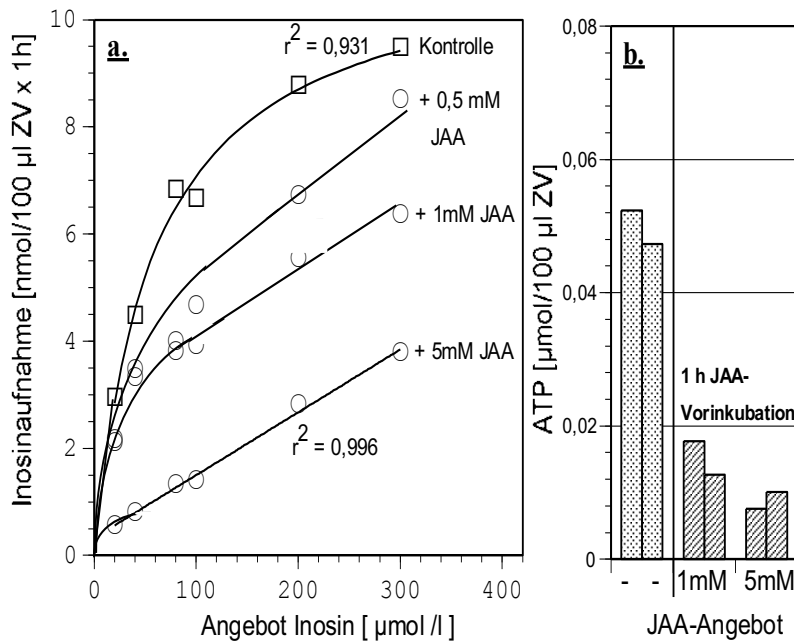 a.
r² = 0,931
Kontrolle
+ 0,5 mM
JAA
+ 1mM JAA
+ 5mM JAA
r² = 0,996
Inosinaufnahme [nmol/100 µl ZV x 1h]
10
8
6
4
2
0
0 100 200 300 400
Angebot Inosin [ µmol /l ]
b.
ATP [µmol/100 µl ZV]
0,08
0,06
0,04
0,02
0
1 h JAA-
Vorinkubation
- - 1mM 5mM
JAA-Angebot